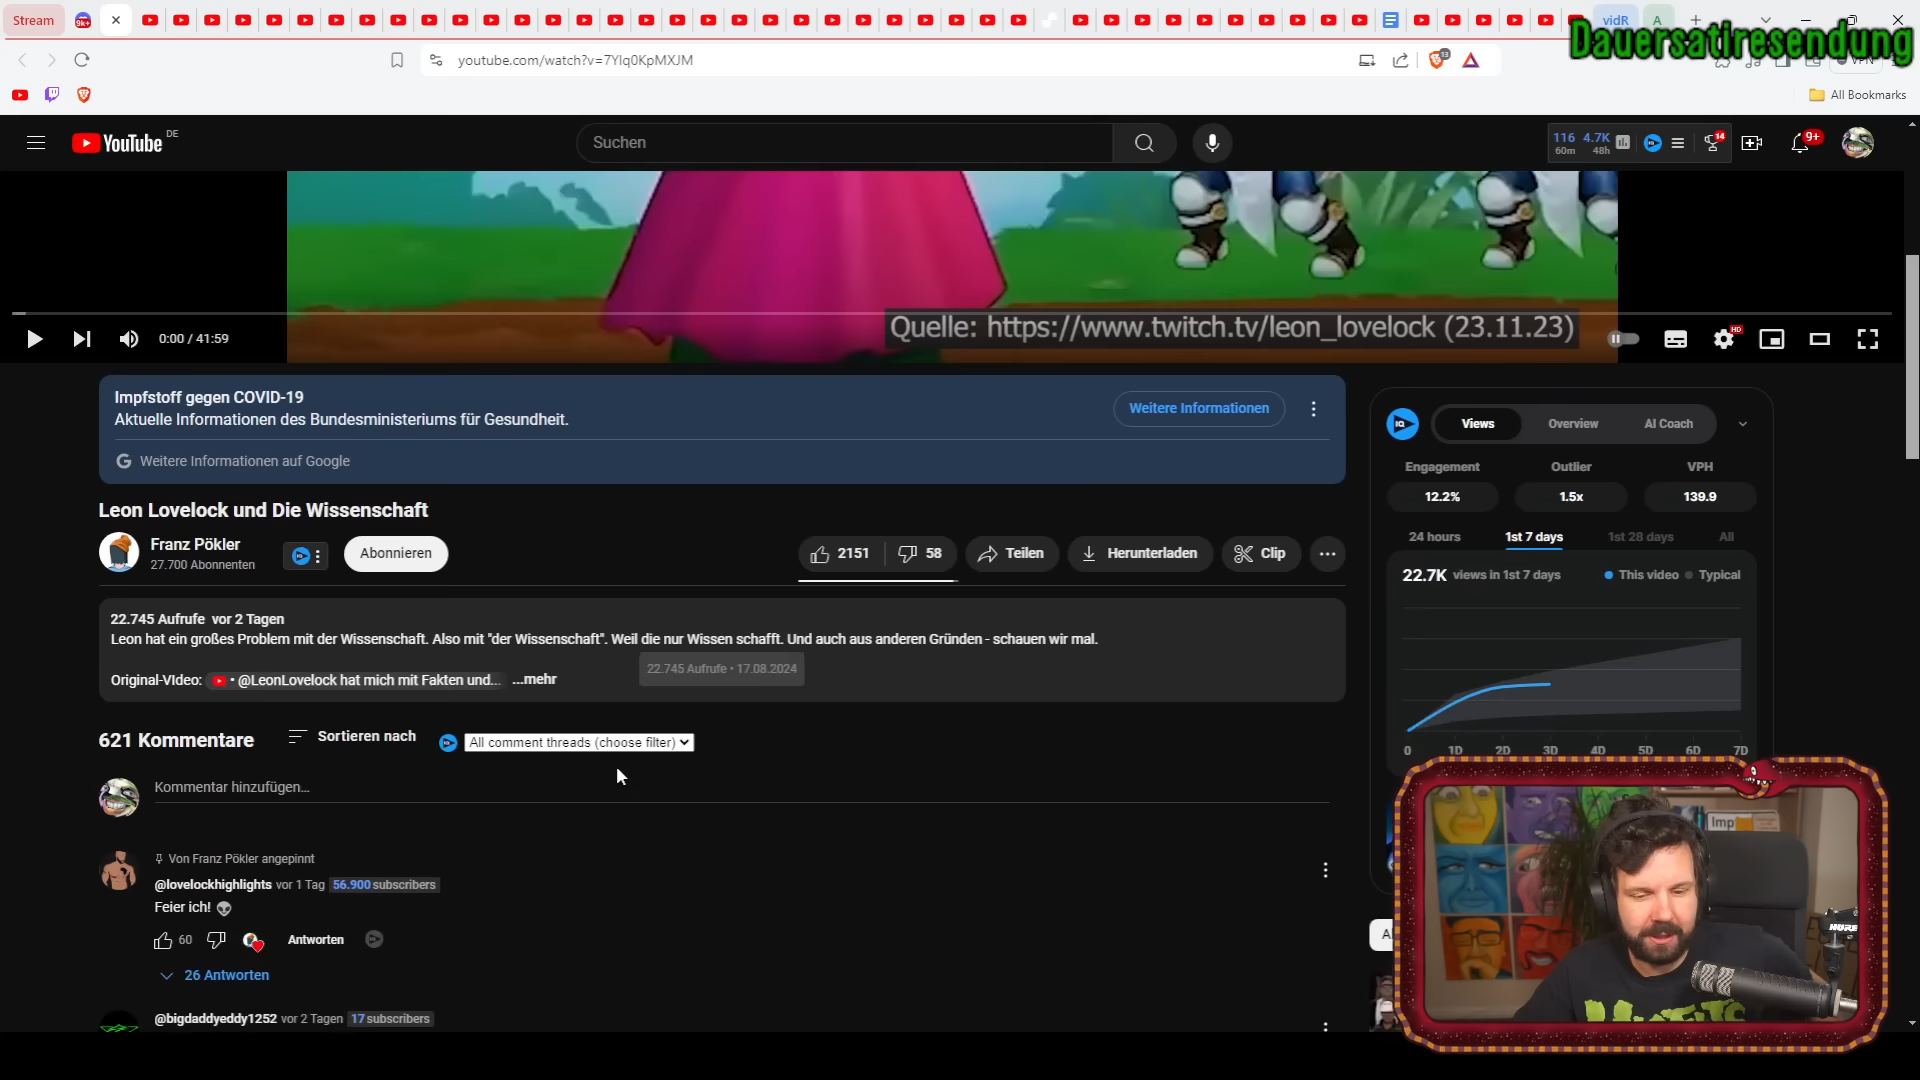 Stream
9k+
vidR
A
Dauersatiresendung
youtube.com/watch?v=7YIq0KpMXJM
13
VPN
All Bookmarks
YouTube
DE
Suchen
116 4.7K
60m 48h
14
9+
Quelle: https://www.twitch.tv/leon_lovelock (23.11.23)
0:00 / 41:59
HD
Impfstoff gegen COVID-19
Aktuelle Informationen des Bundesministeriums für Gesundheit.
Weitere Informationen
Weitere Informationen auf Google
Leon Lovelock und Die Wissenschaft
Franz Pökler
27.700 Abonnenten
Abonnieren
2151
58
Teilen
Herunterladen
Clip
22.745 Aufrufe vor 2 Tagen
Leon hat ein großes Problem mit der Wissenschaft. Also mit "der Wissenschaft". Weil die nur Wissen schafft. Und auch aus anderen Gründen - schauen wir mal.
22.745 Aufrufe • 17.08.2024
Original-VIdeo: • @LeonLovelock hat mich mit Fakten und... ...mehr
621 Kommentare
Sortieren nach
All comment threads (choose filter)
Kommentar hinzufügen...
Von Franz Pökler angepinnt
@lovelockhighlights vor 1 Tag 56.900 subscribers
Feier ich!
60
Antworten
26 Antworten
@bigdaddyeddy1252 vor 2 Tagen 17 subscribers
IQ
Views
Overview
AI Coach
Engagement
Outlier
VPH
12.2%
1.5x
139.9
24 hours
1st 7 days
1st 28 days
All
22.7K views in 1st 7 days
This video
Typical
0 1D 2D 3D 4D 5D 6D 7D
A
Imp